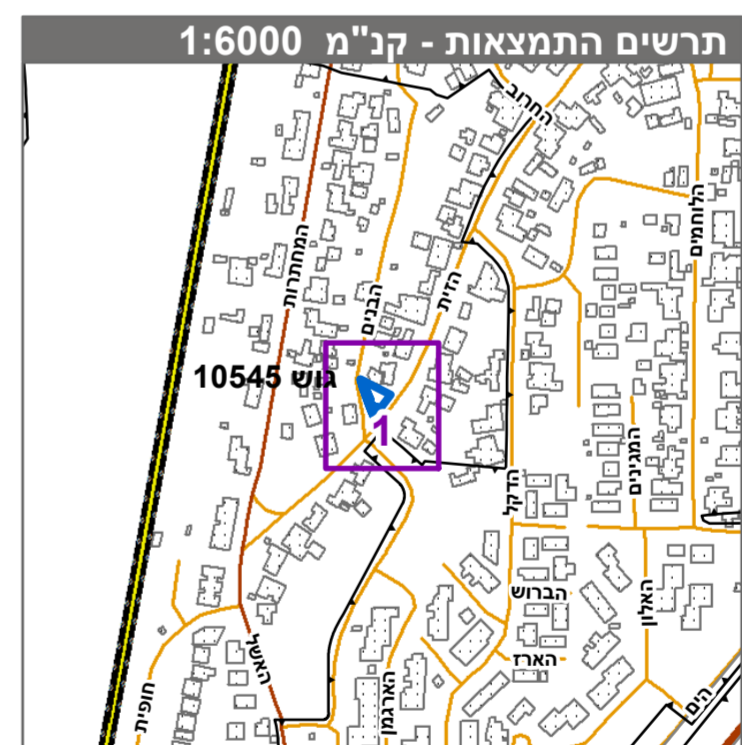 תרשים התמצאות - קנ"מ 1:6000
החרוב
הלוחמים
המחתרות
הבנים
הזית
גוש 10545
1
המגינים
הדקל
הברוש
האלון
הארז
האשל
חופית
הארגמן
הים